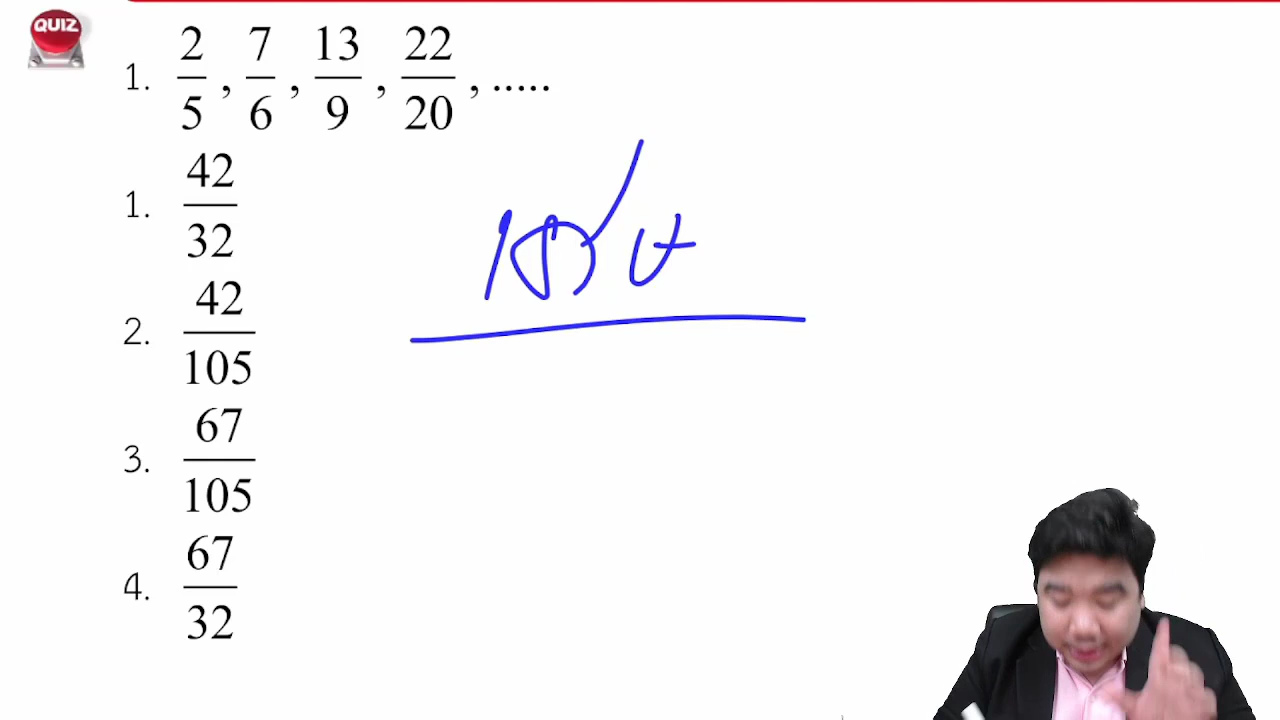 QUIZ
1. 2/5 , 7/6 , 13/9 , 22/20 , .....
1. 42/32
2. 42/105
3. 67/105
4. 67/32